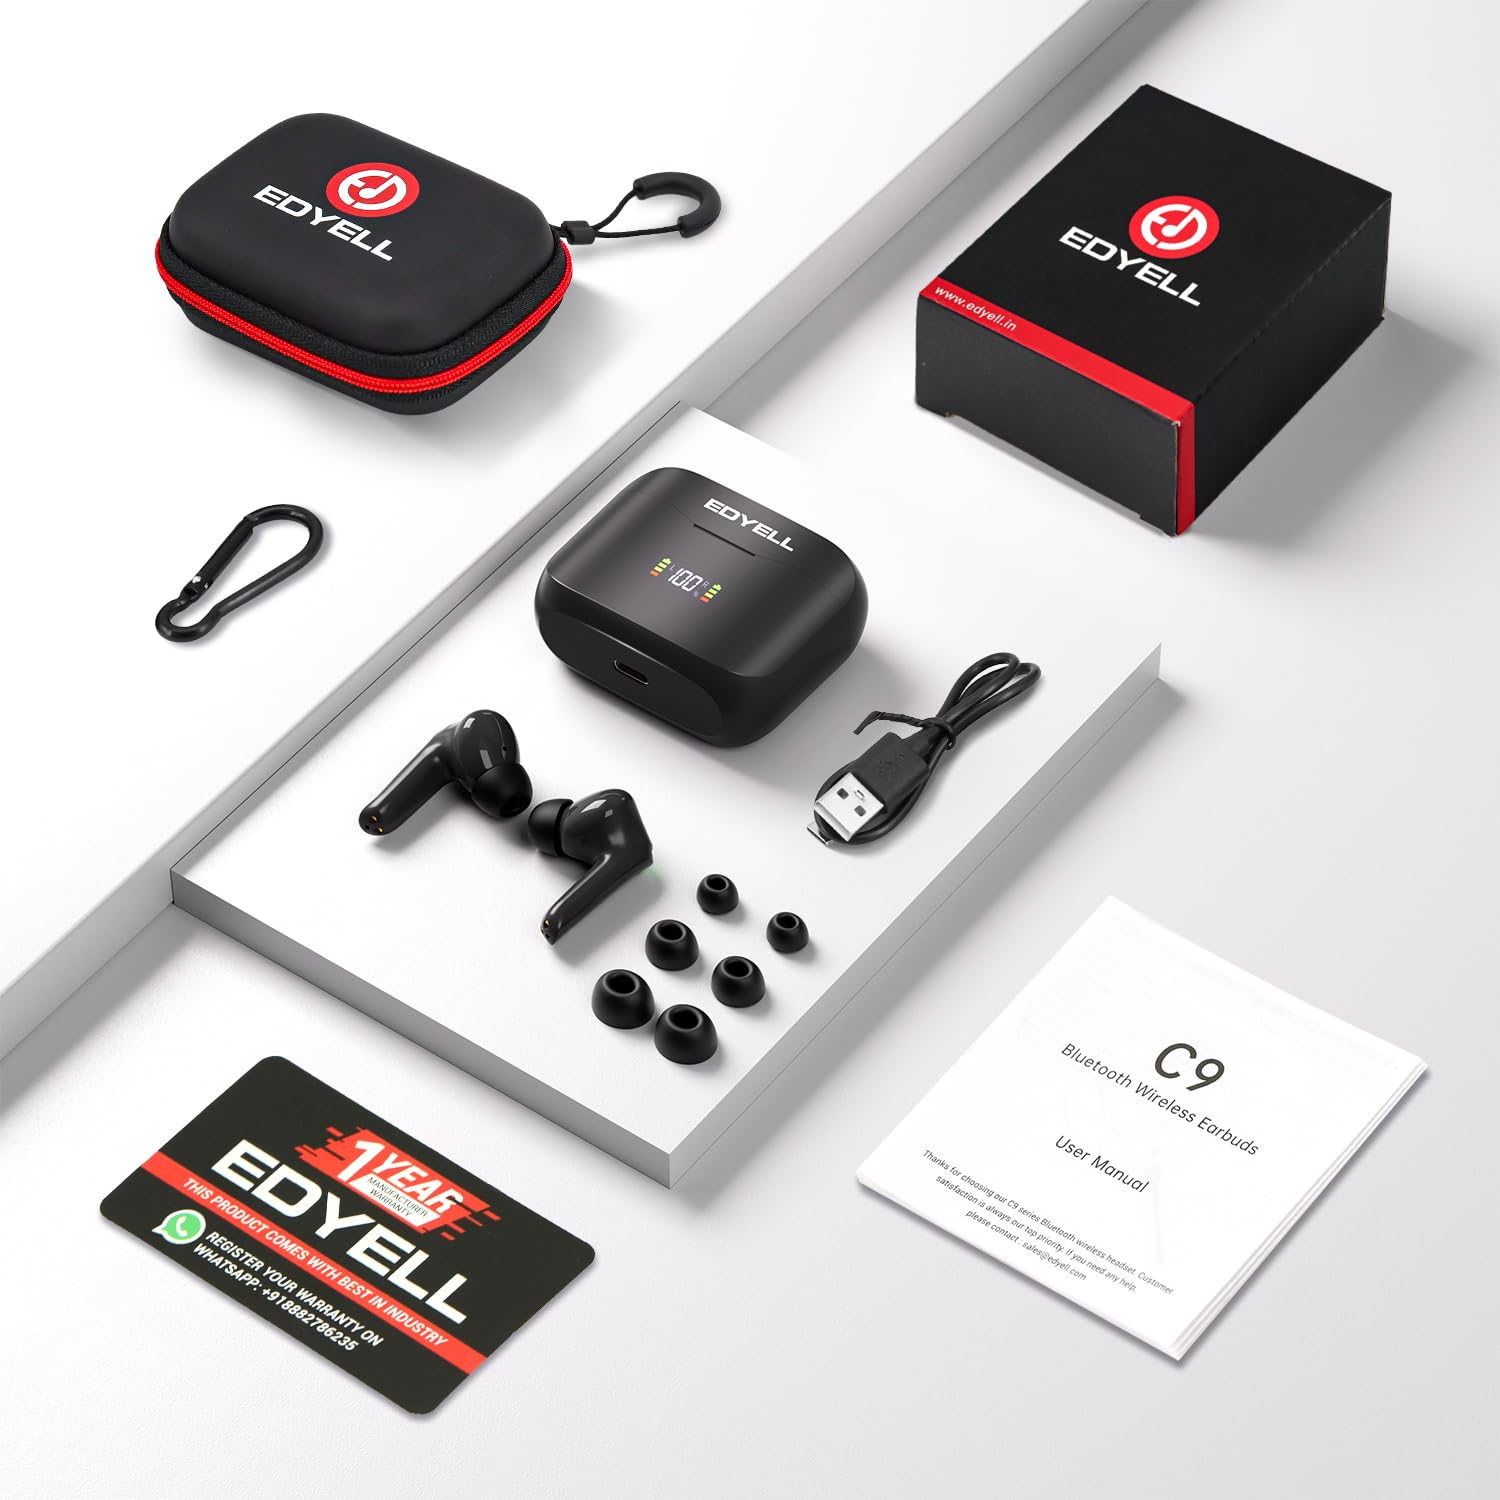 EDYELL
EDYELL
www.edyell.in
EDYELL
L 100 R
%
C9
Bluetooth Wireless Earbuds
User Manual
Thanks for choosing our C9 series Bluetooth wireless headset. Customer
satisfaction is always our top priority. If you need any help,
please contact : sales@edyell.com
1 YEAR
MANUFACTURER
WARRANTY
EDYELL
THIS PRODUCT COMES WITH BEST IN INDUSTRY
REGISTER YOUR WARRANTY ON
WHATSAPP: +918882786235